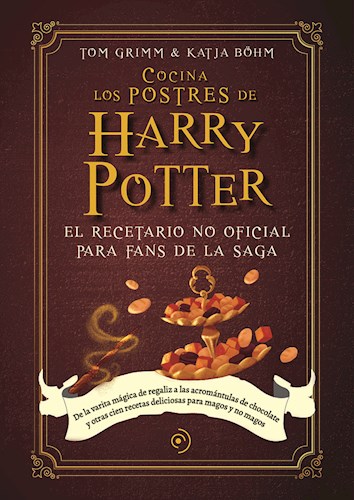 TOM GRIMM & KATJA BÖHM
COCINA
LOS POSTRES DE
HARRY
POTTER
EL RECETARIO NO OFICIAL
PARA FANS DE LA SAGA
De la varita mágica de regaliz a las acromántulas de chocolate
y otras cien recetas deliciosas para magos y no magos